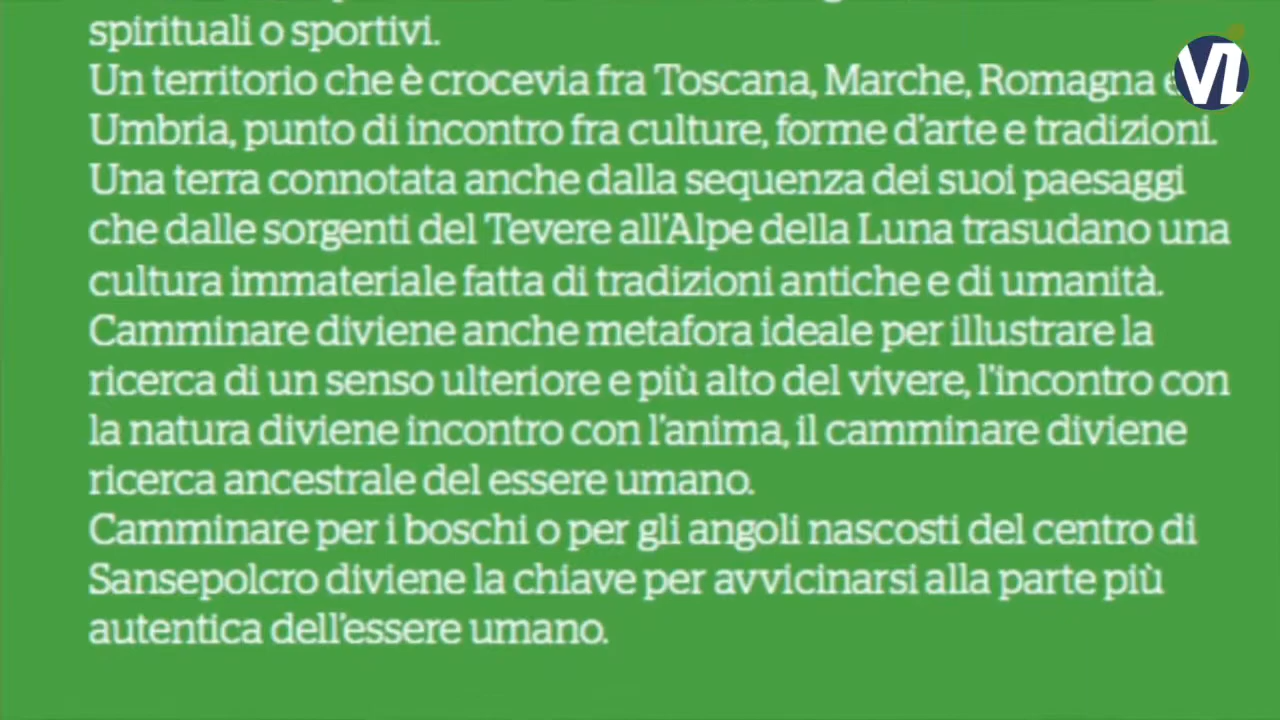 spirituali o sportivi.
Un territorio che è crocevia fra Toscana, Marche, Romagna e
Umbria, punto di incontro fra culture, forme d'arte e tradizioni.
Una terra connotata anche dalla sequenza dei suoi paesaggi
che dalle sorgenti del Tevere all'Alpe della Luna trasudano una
cultura immateriale fatta di tradizioni antiche e di umanità.
Camminare diviene anche metafora ideale per illustrare la
ricerca di un senso ulteriore e più alto del vivere, l'incontro con
la natura diviene incontro con l'anima, il camminare diviene
ricerca ancestrale del essere umano.
Camminare per i boschi o per gli angoli nascosti del centro di
Sansepolcro diviene la chiave per avvicinarsi alla parte più
autentica dell'essere umano.